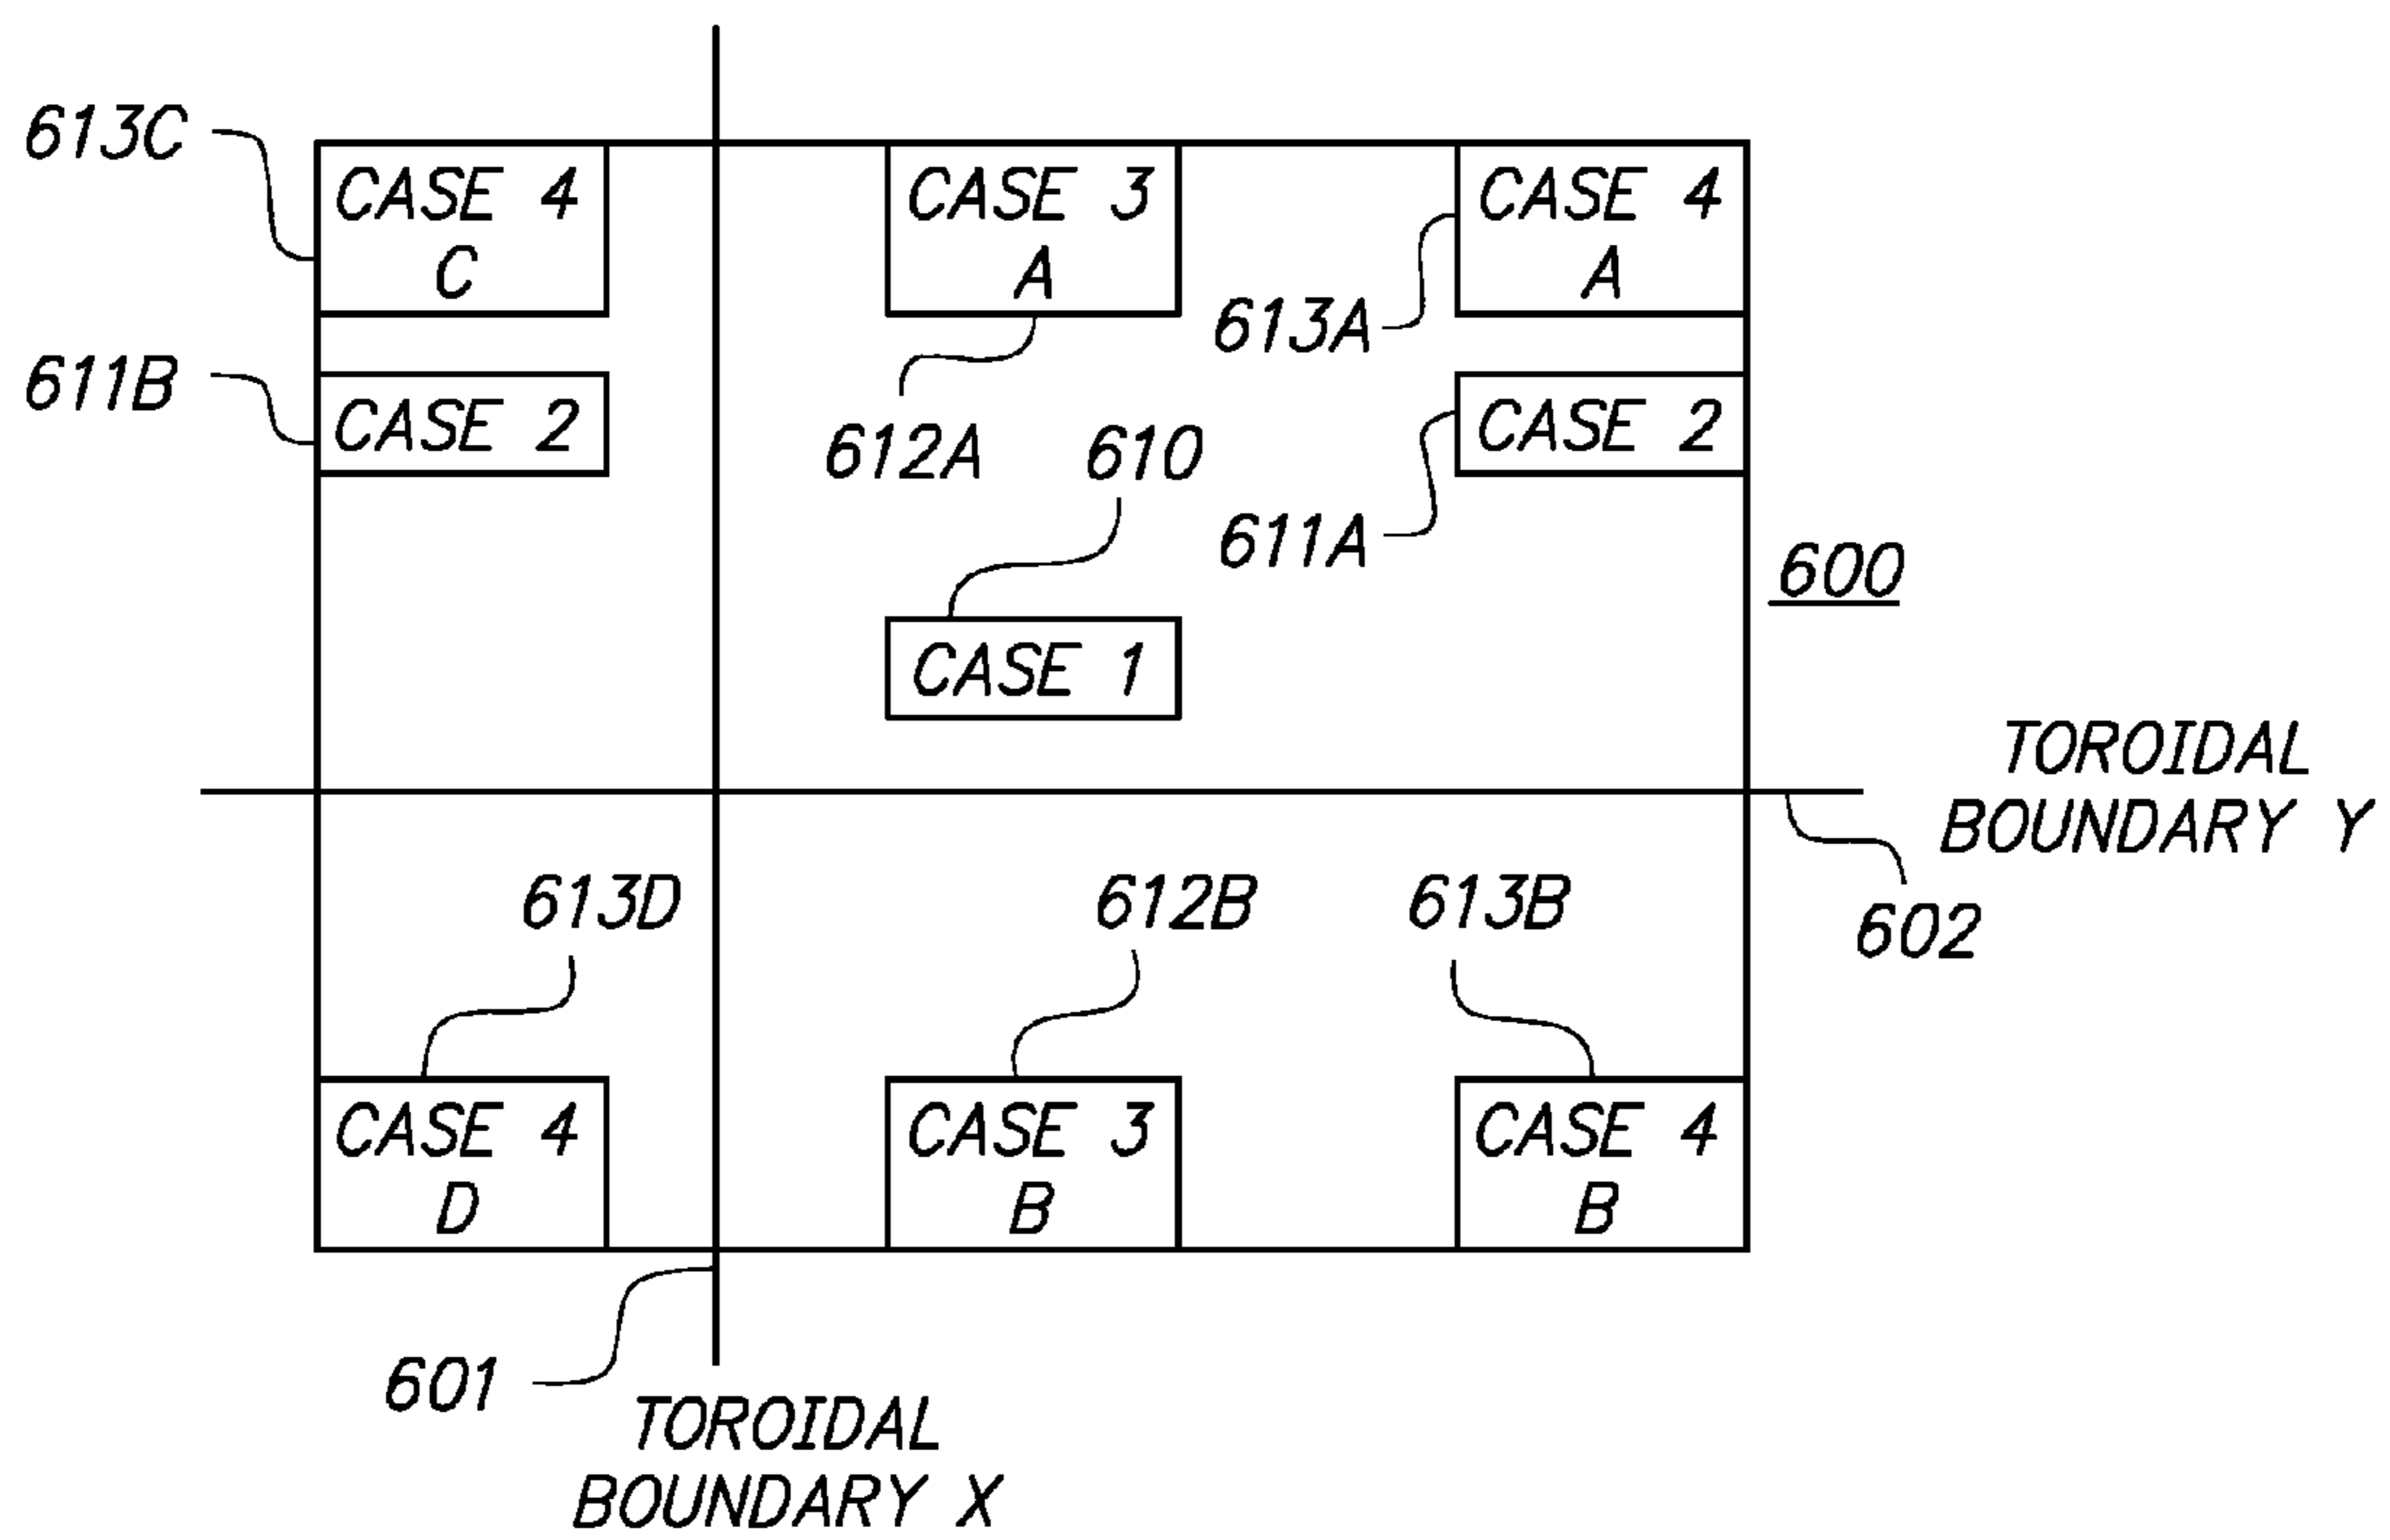 613C
CASE 4
C
CASE 3
A
CASE 4
A
613A
611B
CASE 2
612A
610
CASE 2
611A
600
CASE 1
TOROIDAL
BOUNDARY Y
602
613D
612B
613B
CASE 4
D
CASE 3
B
CASE 4
B
601
TOROIDAL
BOUNDARY X